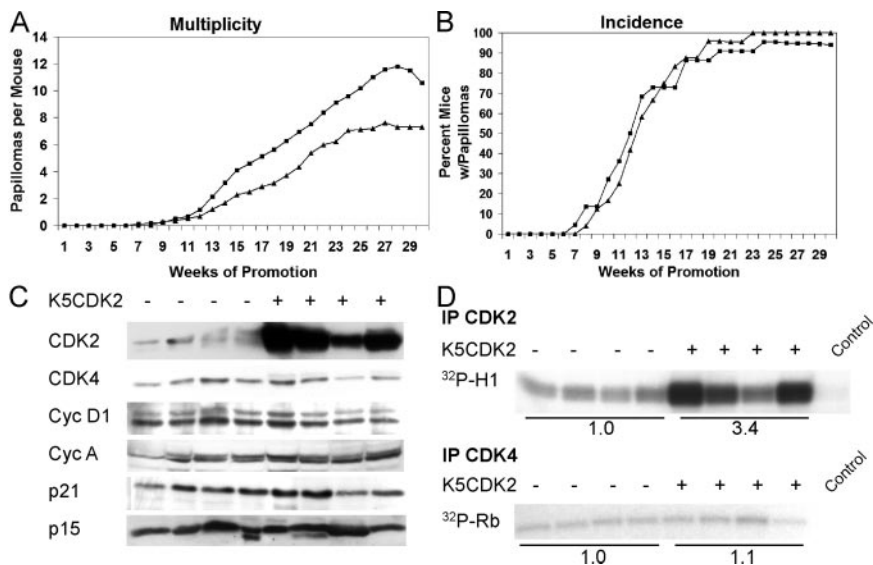 A
Multiplicity
Papillomas per Mouse
14
12
10
8
6
4
2
0
1 3 5 7 9 11 13 15 17 19 21 23 25 27 29
Weeks of Promotion
B
Incidence
Percent Mice
w/Papillomas
100
90
80
70
60
50
40
30
20
10
0
1 3 5 7 9 11 13 15 17 19 21 23 25 27 29
Weeks of Promotion
C
K5CDK2 - - - - + + + +
CDK2
CDK4
Cyc D1
Cyc A
p21
p15
D
IP CDK2
K5CDK2 - - - - + + + + Control
32P-H1
1.0 3.4
IP CDK4
K5CDK2 - - - - + + + + Control
32P-Rb
1.0 1.1